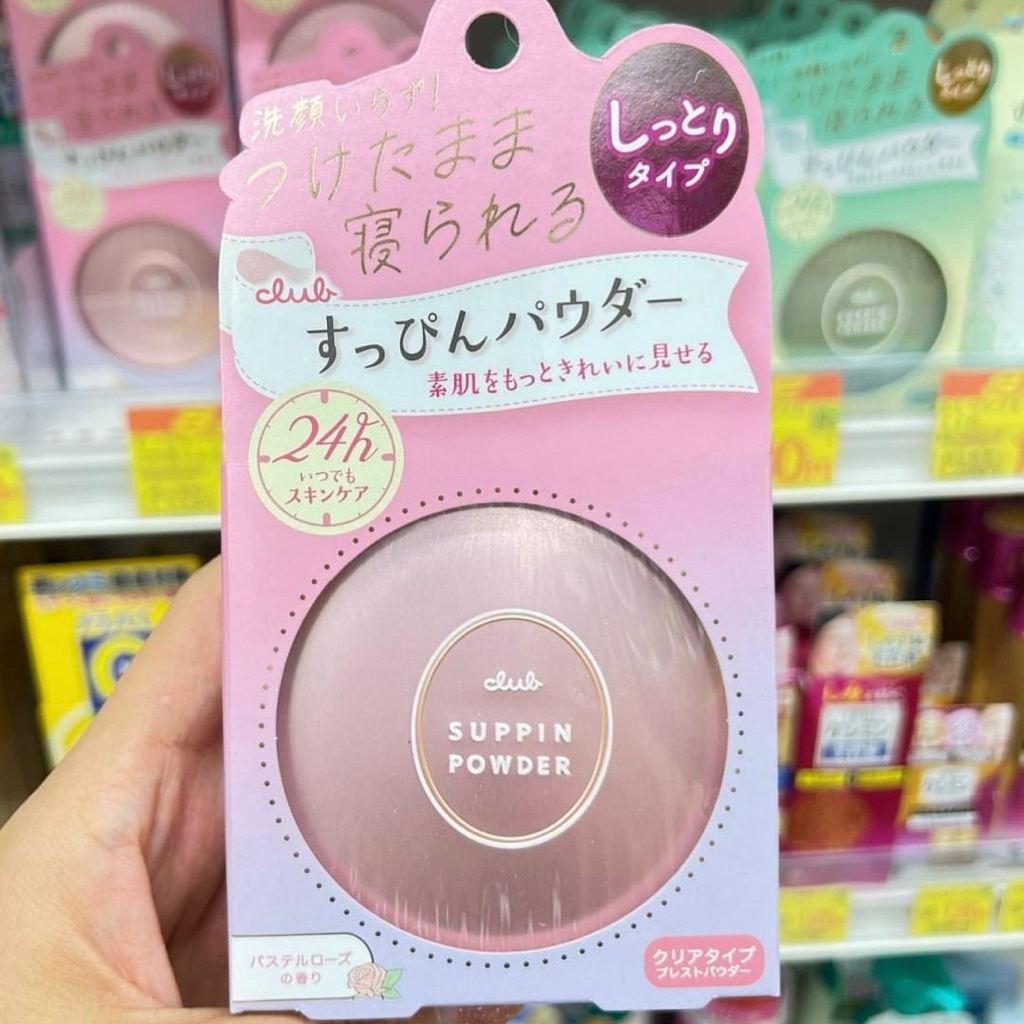 洗顔いらず!
つけたまま
寝られる
しっとり
タイプ
club
すっぴんパウダー
素肌をもっときれいに見せる
24h
いつでも
スキンケア
club
SUPPIN
POWDER
パステルローズ
の香り
クリアタイプ
プレストパウダー